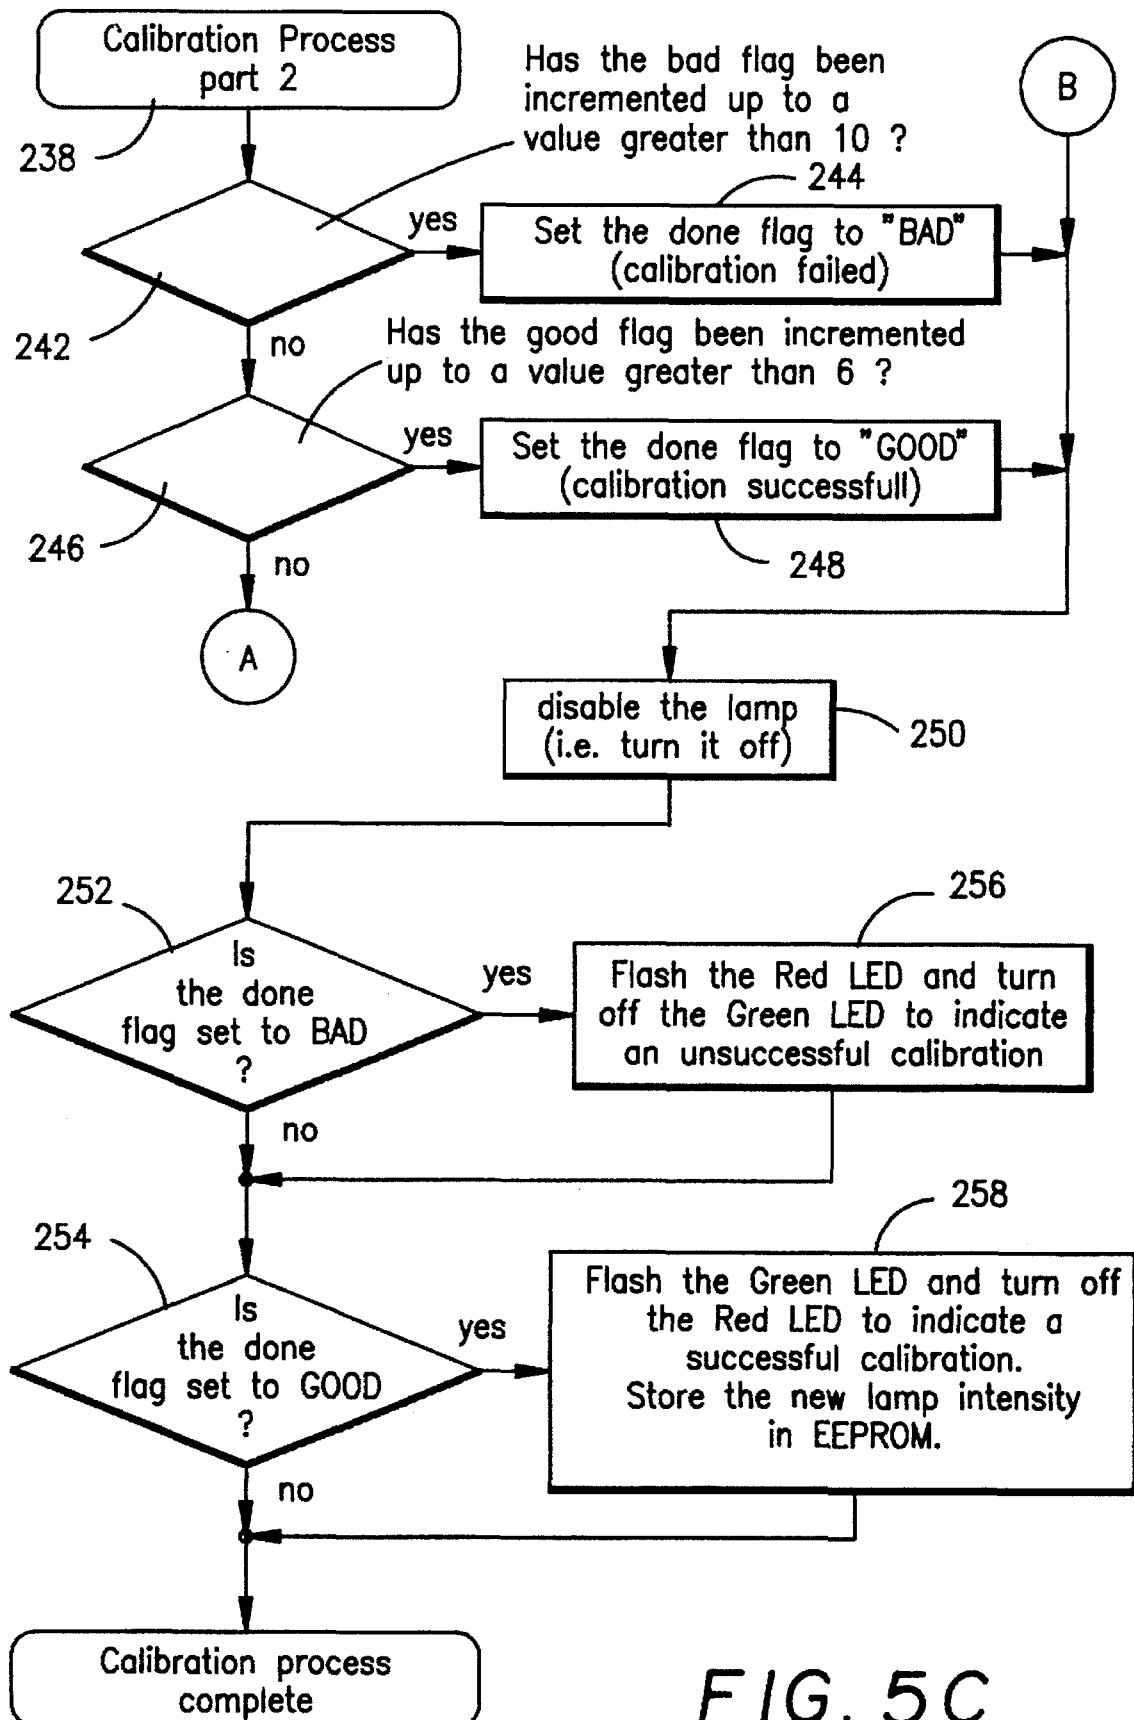 Calibration Process
part 2
Has the bad flag been
incremented up to a
value greater than 10 ?
B
238
244
yes
Set the done flag to "BAD"
(calibration failed)
242
no
Has the good flag been incremented
up to a value greater than 6 ?
yes
Set the done flag to "GOOD"
(calibration successfull)
246
no
248
A
disable the lamp
(i.e. turn it off)
250
252
256
Is
the done
flag set to BAD
?
yes
Flash the Red LED and turn
off the Green LED to indicate
an unsuccessful calibration
no
254
258
Is
the done
flag set to GOOD
?
yes
Flash the Green LED and turn off
the Red LED to indicate a
successful calibration.
Store the new lamp intensity
in EEPROM.
no
Calibration process
complete
FIG. 5C